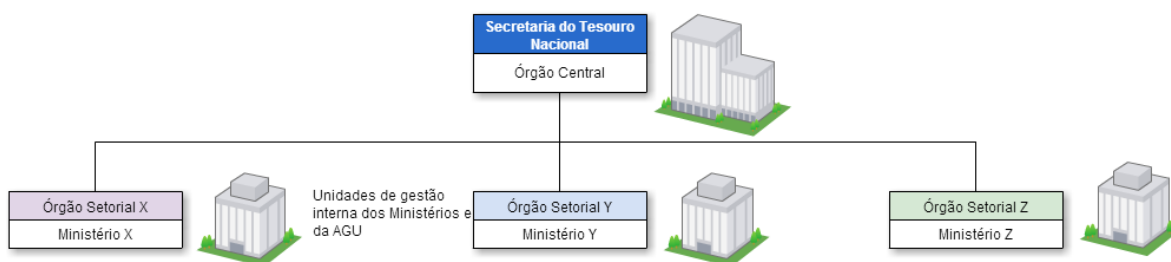 Secretaria do Tesouro
Nacional
Órgão Central
Órgão Setorial X
Ministério X
Unidades de gestão
interna dos Ministérios e
da AGU
Órgão Setorial Y
Ministério Y
Órgão Setorial Z
Ministério Z